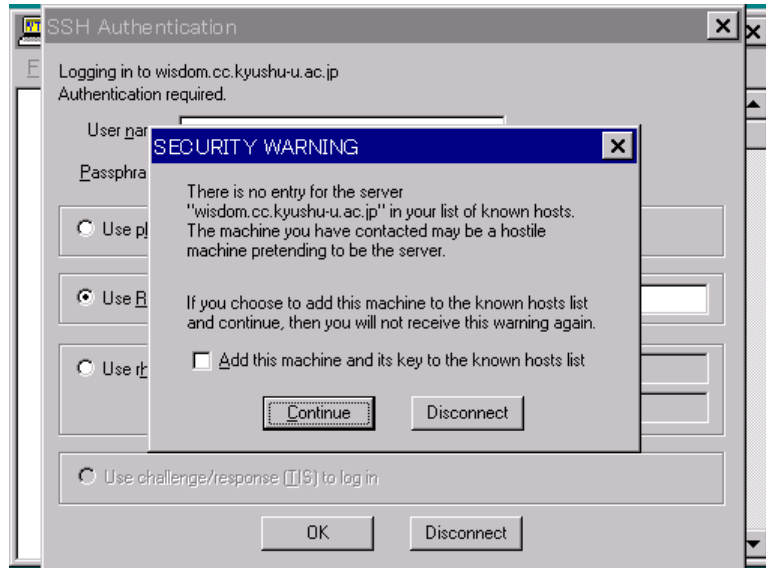 SSH Authentication
F
Logging in to wisdom.cc.kyushu-u.ac.jp
Authentication required.
User nar
Passphra
SECURITY WARNING
There is no entry for the server
"wisdom.cc.kyushu-u.ac.jp" in your list of known hosts.
The machine you have contacted may be a hostile
machine pretending to be the server.
Use pl
If you choose to add this machine to the known hosts list
and continue, then you will not receive this warning again.
Use R
Add this machine and its key to the known hosts list
Use rh
Continue Disconnect
Use challenge/response (TIS) to log in
OK Disconnect